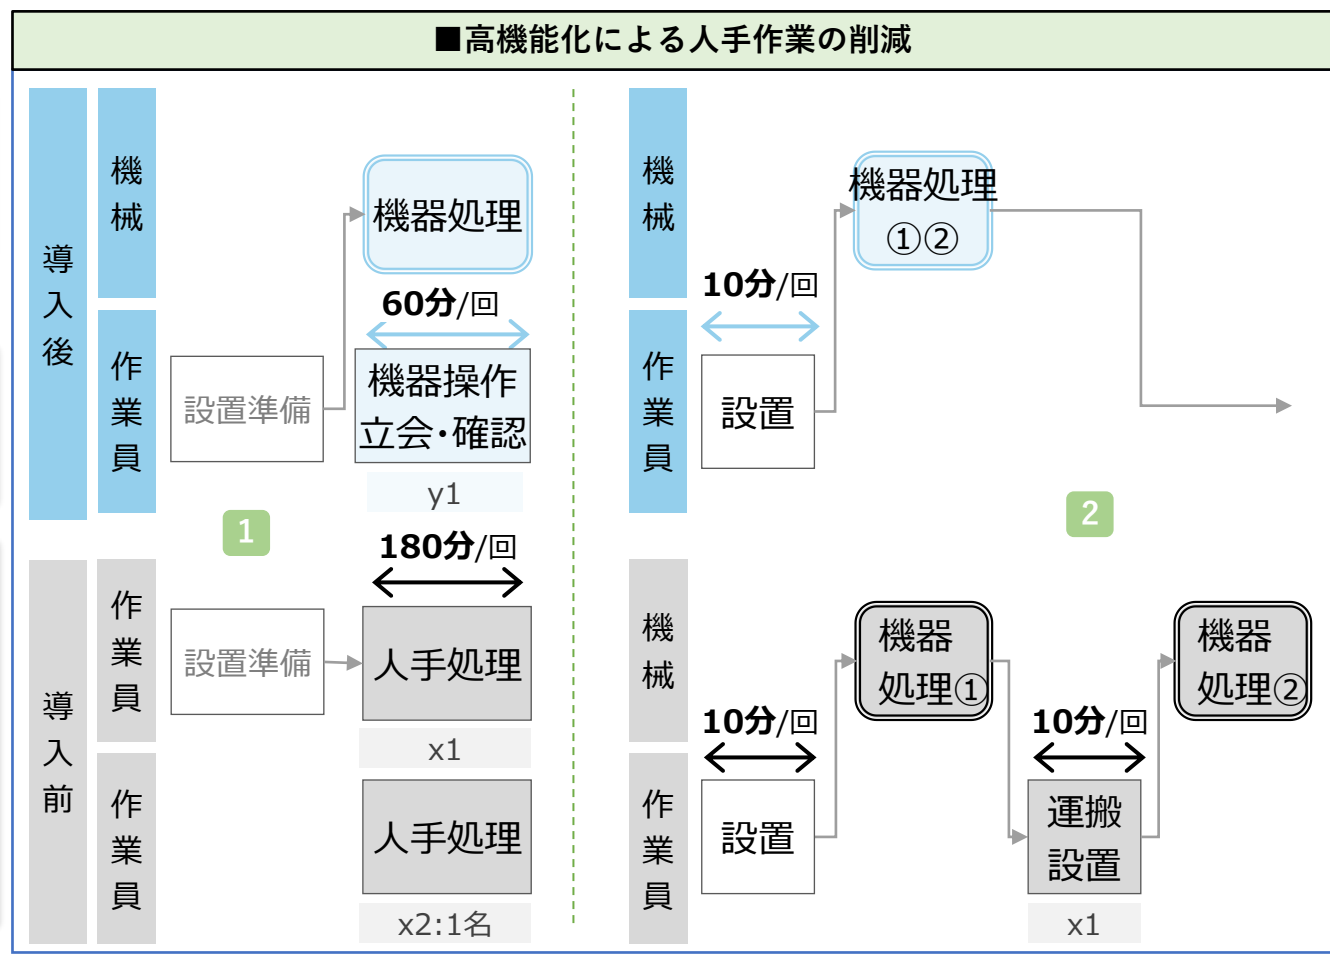 ■高機能化による人手作業の削減
導入後
機械
機器処理
60分/回
作業員
設置準備
機器操作
立会・確認
y1
1
導入前
作業員
設置準備
180分/回
人手処理
x1
作業員
人手処理
x2:1名
機械
機器処理
①②
10分/回
作業員
設置
2
機械
機器
処理①
機器
処理②
10分/回
10分/回
作業員
設置
運搬
設置
x1